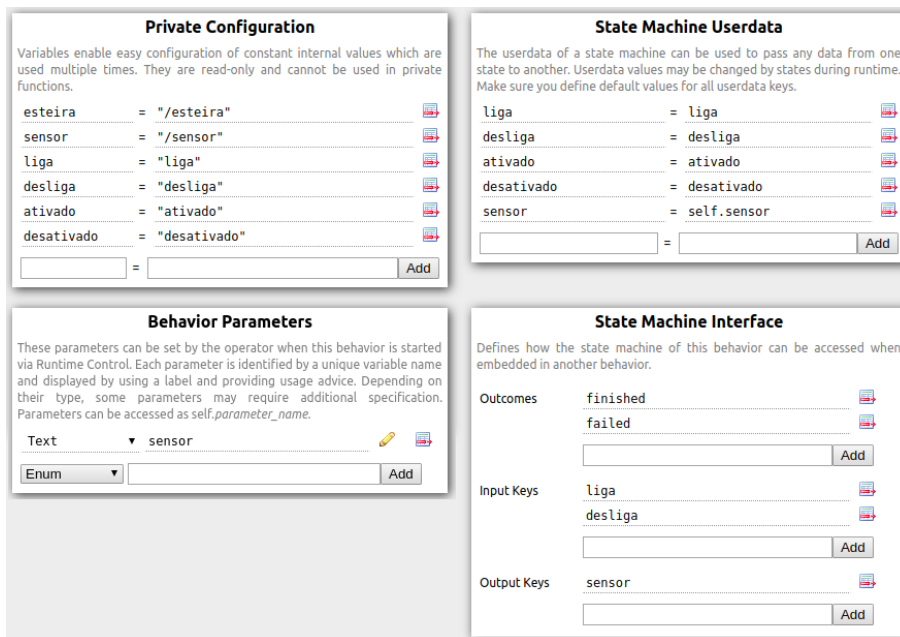 Private Configuration
Variables enable easy configuration of constant internal values which are
used multiple times. They are read-only and cannot be used in private
functions.
esteira = "/esteira"
sensor = "/sensor"
liga = "liga"
desliga = "desliga"
ativado = "ativado"
desativado = "desativado"
= Add
State Machine Userdata
The userdata of a state machine can be used to pass any data from one
state to another. Userdata values may be changed by states during runtime.
Make sure you define default values for all userdata keys.
liga = liga
desliga = desliga
ativado = ativado
desativado = desativado
sensor = self.sensor
= Add
Behavior Parameters
These parameters can be set by the operator when this behavior is started
via Runtime Control. Each parameter is identified by a unique variable name
and displayed by using a label and providing usage advice. Depending on
their type, some parameters may require additional specification.
Parameters can be accessed as self.parameter_name.
Text sensor
Enum Add
State Machine Interface
Defines how the state machine of this behavior can be accessed when
embedded in another behavior.
Outcomes finished
failed
Add
Input Keys liga
desliga
Add
Output Keys sensor
Add